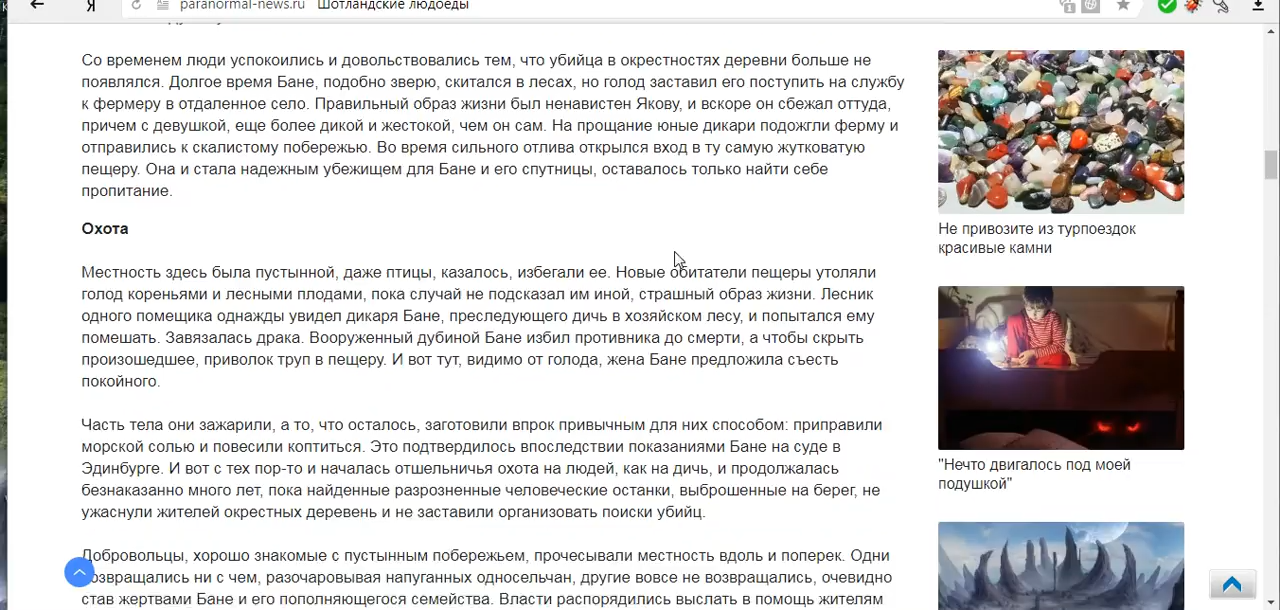 paranormal-news.ru Шотландские людоеды
Со временем люди успокоились и довольствовались тем, что убийца в окрестностях деревни больше не
появлялся. Долгое время Бане, подобно зверю, скитался в лесах, но голод заставил его поступить на службу
к фермеру в отдаленное село. Правильный образ жизни был ненавистен Якову, и вскоре он сбежал оттуда,
причем с девушкой, еще более дикой и жестокой, чем он сам. На прощание юные дикари подожгли ферму и
отправились к скалистому побережью. Во время сильного отлива открылся вход в ту самую жутковатую
пещеру. Она и стала надежным убежищем для Бане и его спутницы, оставалось только найти себе
пропитание.
Охота
Местность здесь была пустынной, даже птицы, казалось, избегали ее. Новые обитатели пещеры утоляли
голод кореньями и лесными плодами, пока случай не подсказал им иной, страшный образ жизни. Лесник
одного помещика однажды увидел дикаря Бане, преследующего дичь в хозяйском лесу, и попытался ему
помешать. Завязалась драка. Вооруженный дубиной Бане избил противника до смерти, а чтобы скрыть
произошедшее, приволок труп в пещеру. И вот тут, видимо от голода, жена Бане предложила съесть
покойного.
Часть тела они зажарили, а то, что осталось, заготовили впрок привычным для них способом: приправили
морской солью и повесили коптиться. Это подтвердилось впоследствии показаниями Бане на суде в
Эдинбурге. И вот с тех пор-то и началась отшельничья охота на людей, как на дичь, и продолжалась
безнаказанно много лет, пока найденные разрозненные человеческие останки, выброшенные на берег, не
ужаснули жителей окрестных деревень и не заставили организовать поиски убийц.
Добровольцы, хорошо знакомые с пустынным побережьем, прочесывали местность вдоль и поперек. Одни
возвращались ни с чем, разочаровывая напуганных односельчан, другие вовсе не возвращались, очевидно
став жертвами Бане и его пополняющегося семейства. Власти распорядились выслать в помощь жителям
Не привозите из турпоездок
красивые камни
"Нечто двигалось под моей
подушкой"